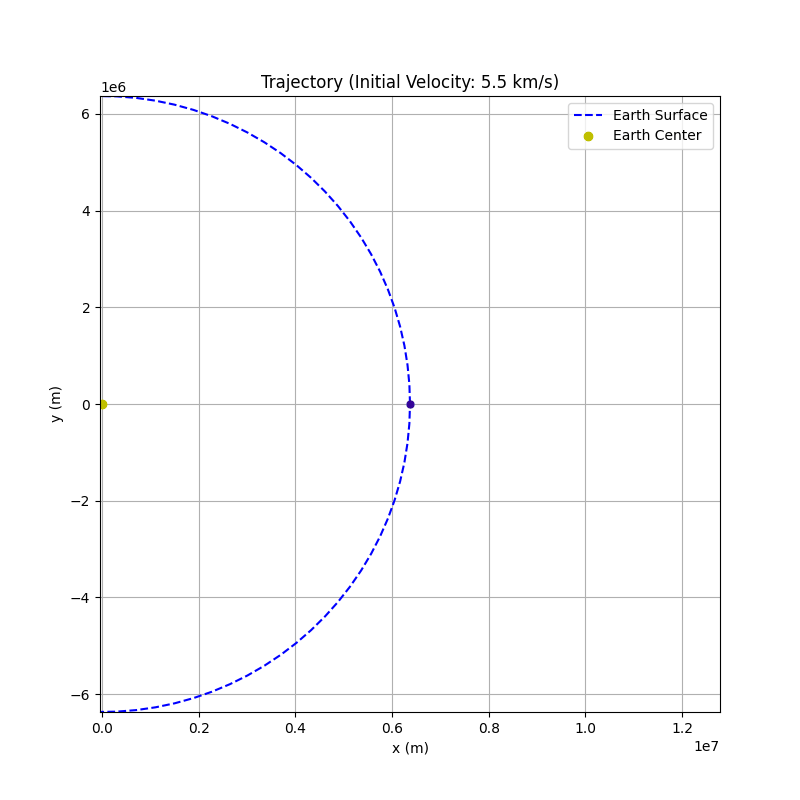 Trajectory (Initial Velocity: 5.5 km/s)
1e6
Earth Surface
Earth Center
6
4
2
0
−2
−4
−6
y (m)
0.0 0.2 0.4 0.6 0.8 1.0 1.2
1e7
x (m)